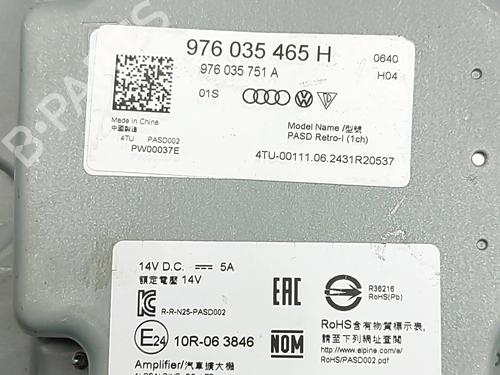 976 035 465 H
0640
976 035 751 A
H04
01S
Made in China
中國製造
Model Name /型號
PASD Retro-I (1ch)
4TU PASD002
PW00037E
4TU-00111.06.2431R20537
B-Parts
14V D.C. 5A
額定電壓 14V
R-R-N25-PASD002
EAC
R36216
RoHS(Pb)
E24 10R-06 3846
NOM
RoHS含有物質標示表,
請至下述網址查閱
http://www.alpine.com/e
/RoHS/PASD002.pdf
Amplifier/汽車擴大機